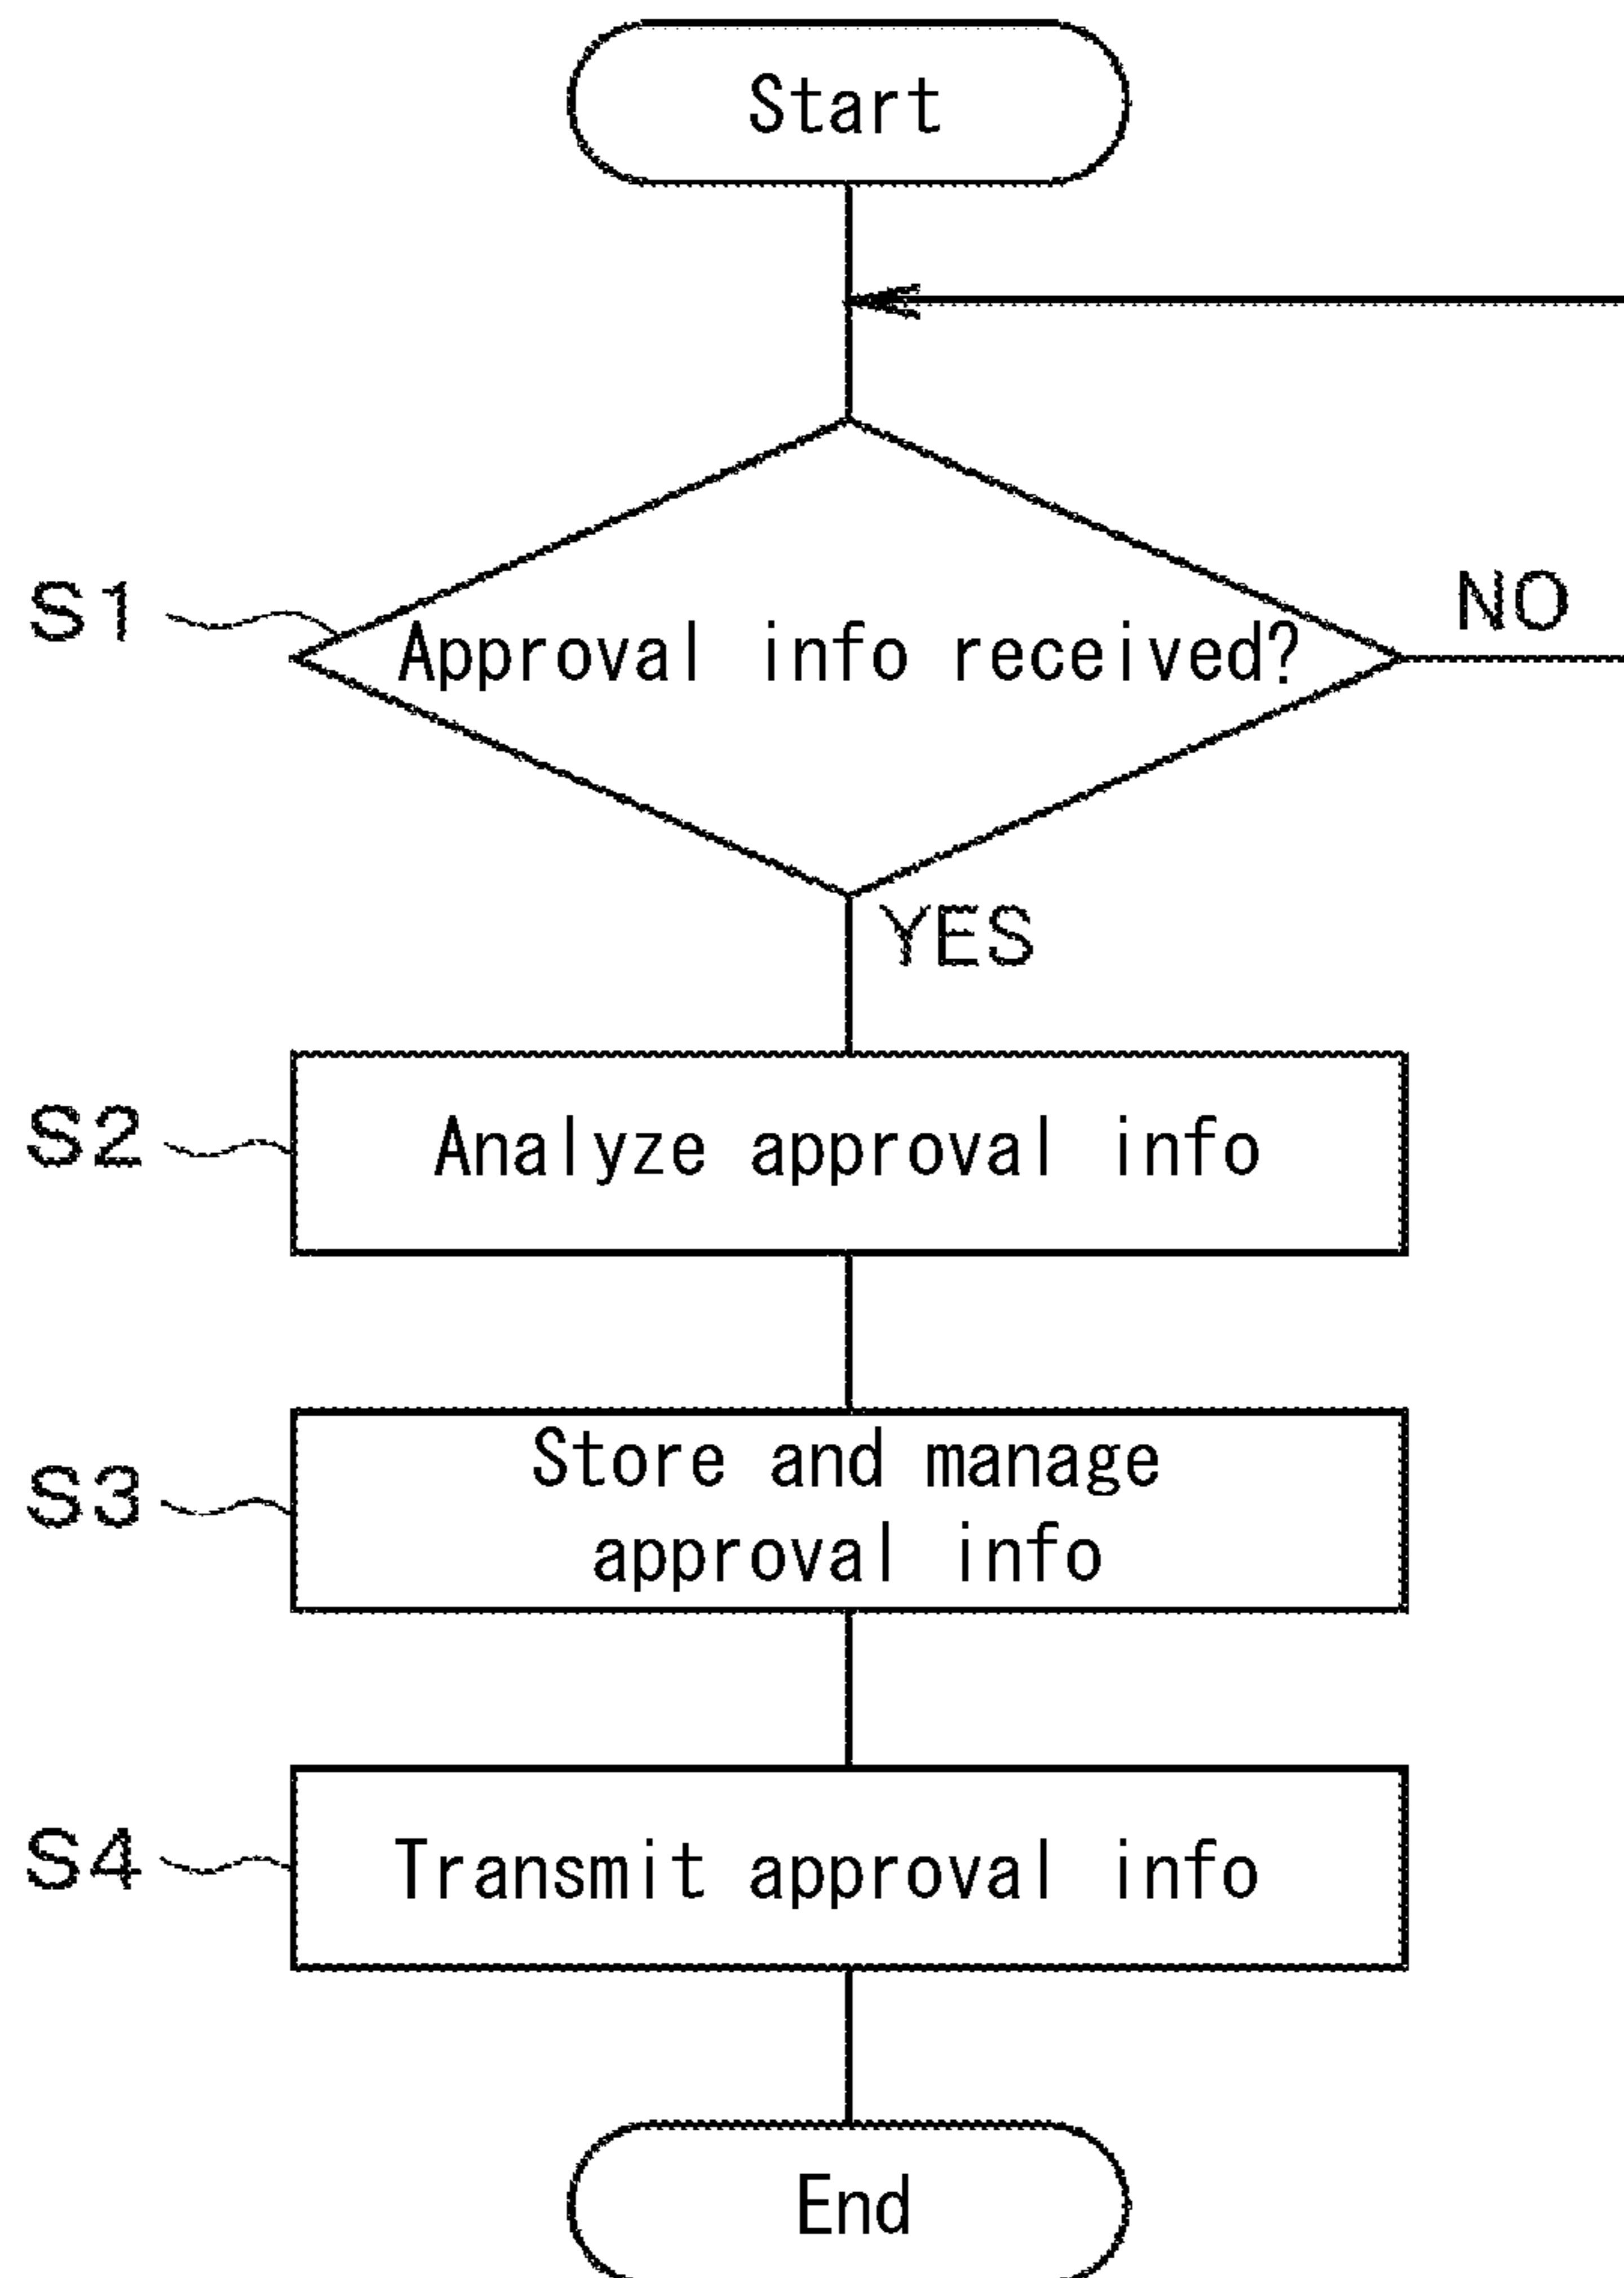 Start
S1
Approval info received?
NO
YES
S2
Analyze approval info
S3
Store and manage
approval info
S4
Transmit approval info
End